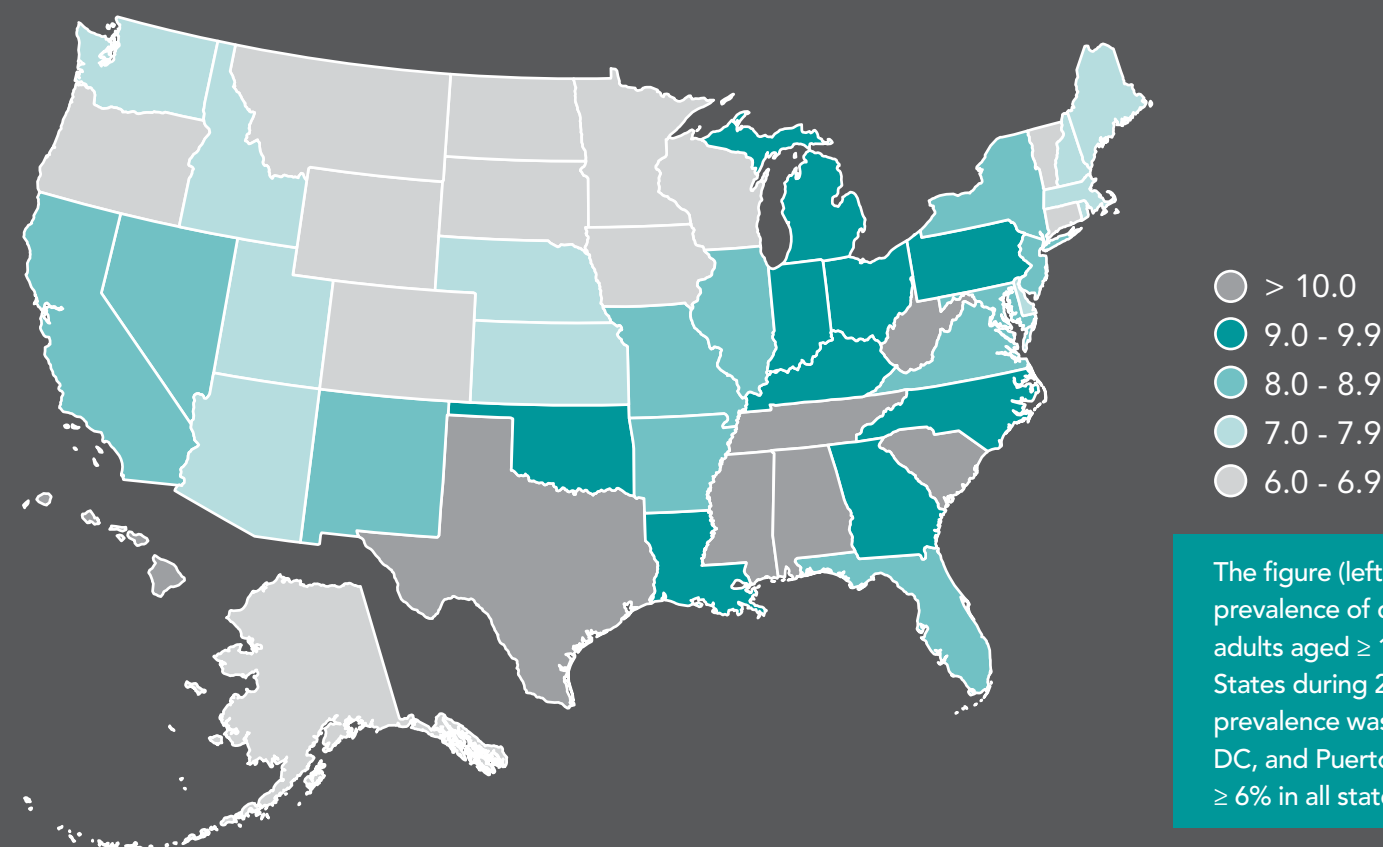 > 10.0
9.0 - 9.9
8.0 - 8.9
7.0 - 7.9
6.0 - 6.9
The figure (left
prevalence of
adults aged ≥
States during
prevalence was
DC, and Puerto
≥ 6% in all state